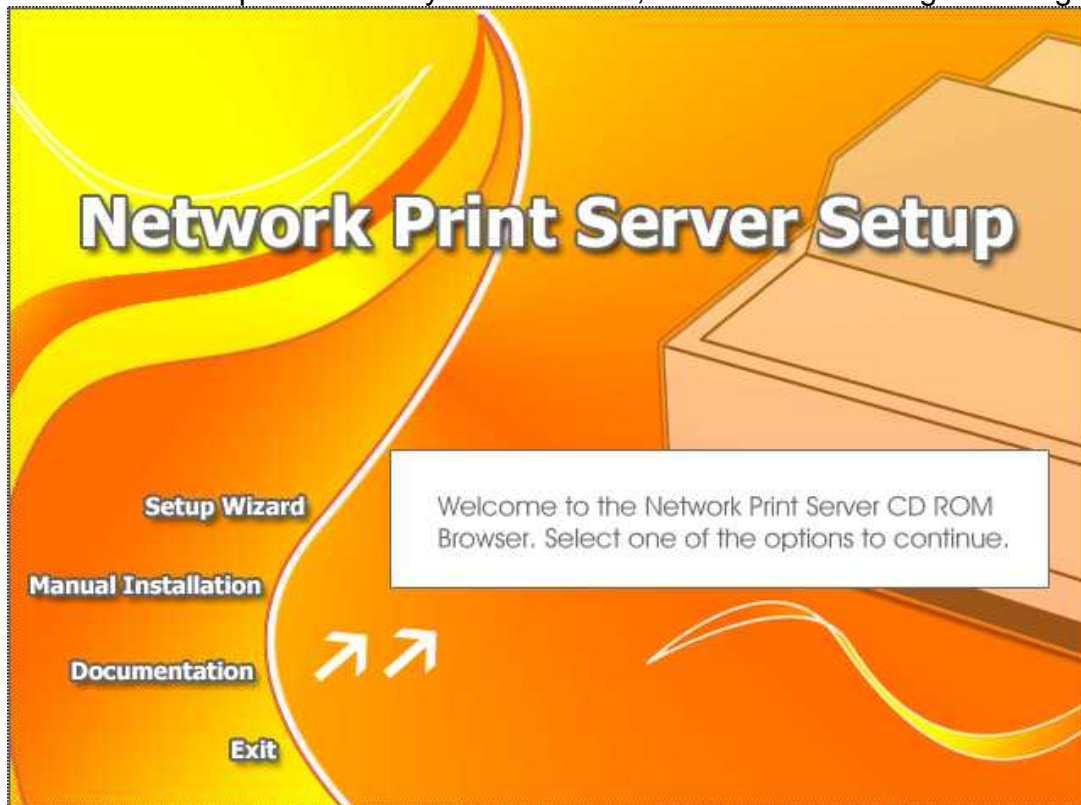 Network Print Server Setup
Setup Wizard
Welcome to the Network Print Server CD ROM
Browser. Select one of the options to continue.
Manual Installation
Documentation
Exit